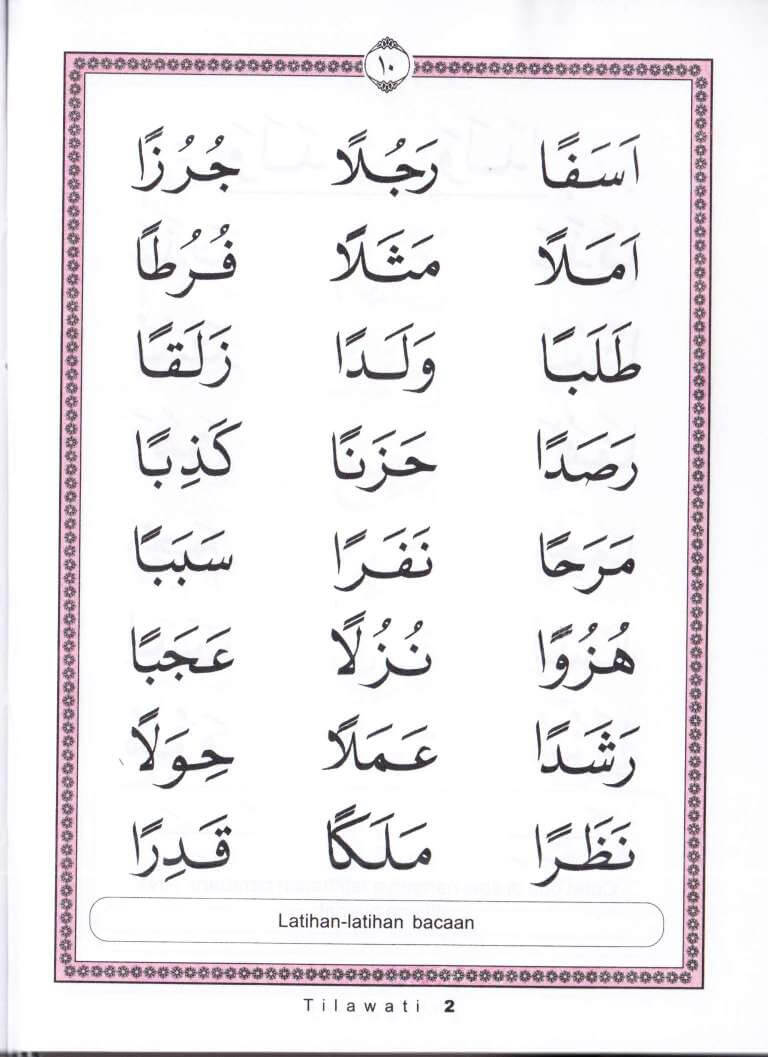 ١٠
اَسَفًا رَجُلًا جُرُزًا
اَمَلًا مَثَلًا فُرُطًا
طَلَبًا وَلَدًا زَلَقًا
رَصَدًا حَزَنًا كَذِبًا
مَرَحًا نَفَرًا سَبَبًا
هُزُوًا نُزُلًا عَجَبًا
رَشَدًا عَمَلًا حِوَلًا
نَظَرًا مَلَكًا قَدِرًا
Latihan-latihan bacaan
Tilawati 2